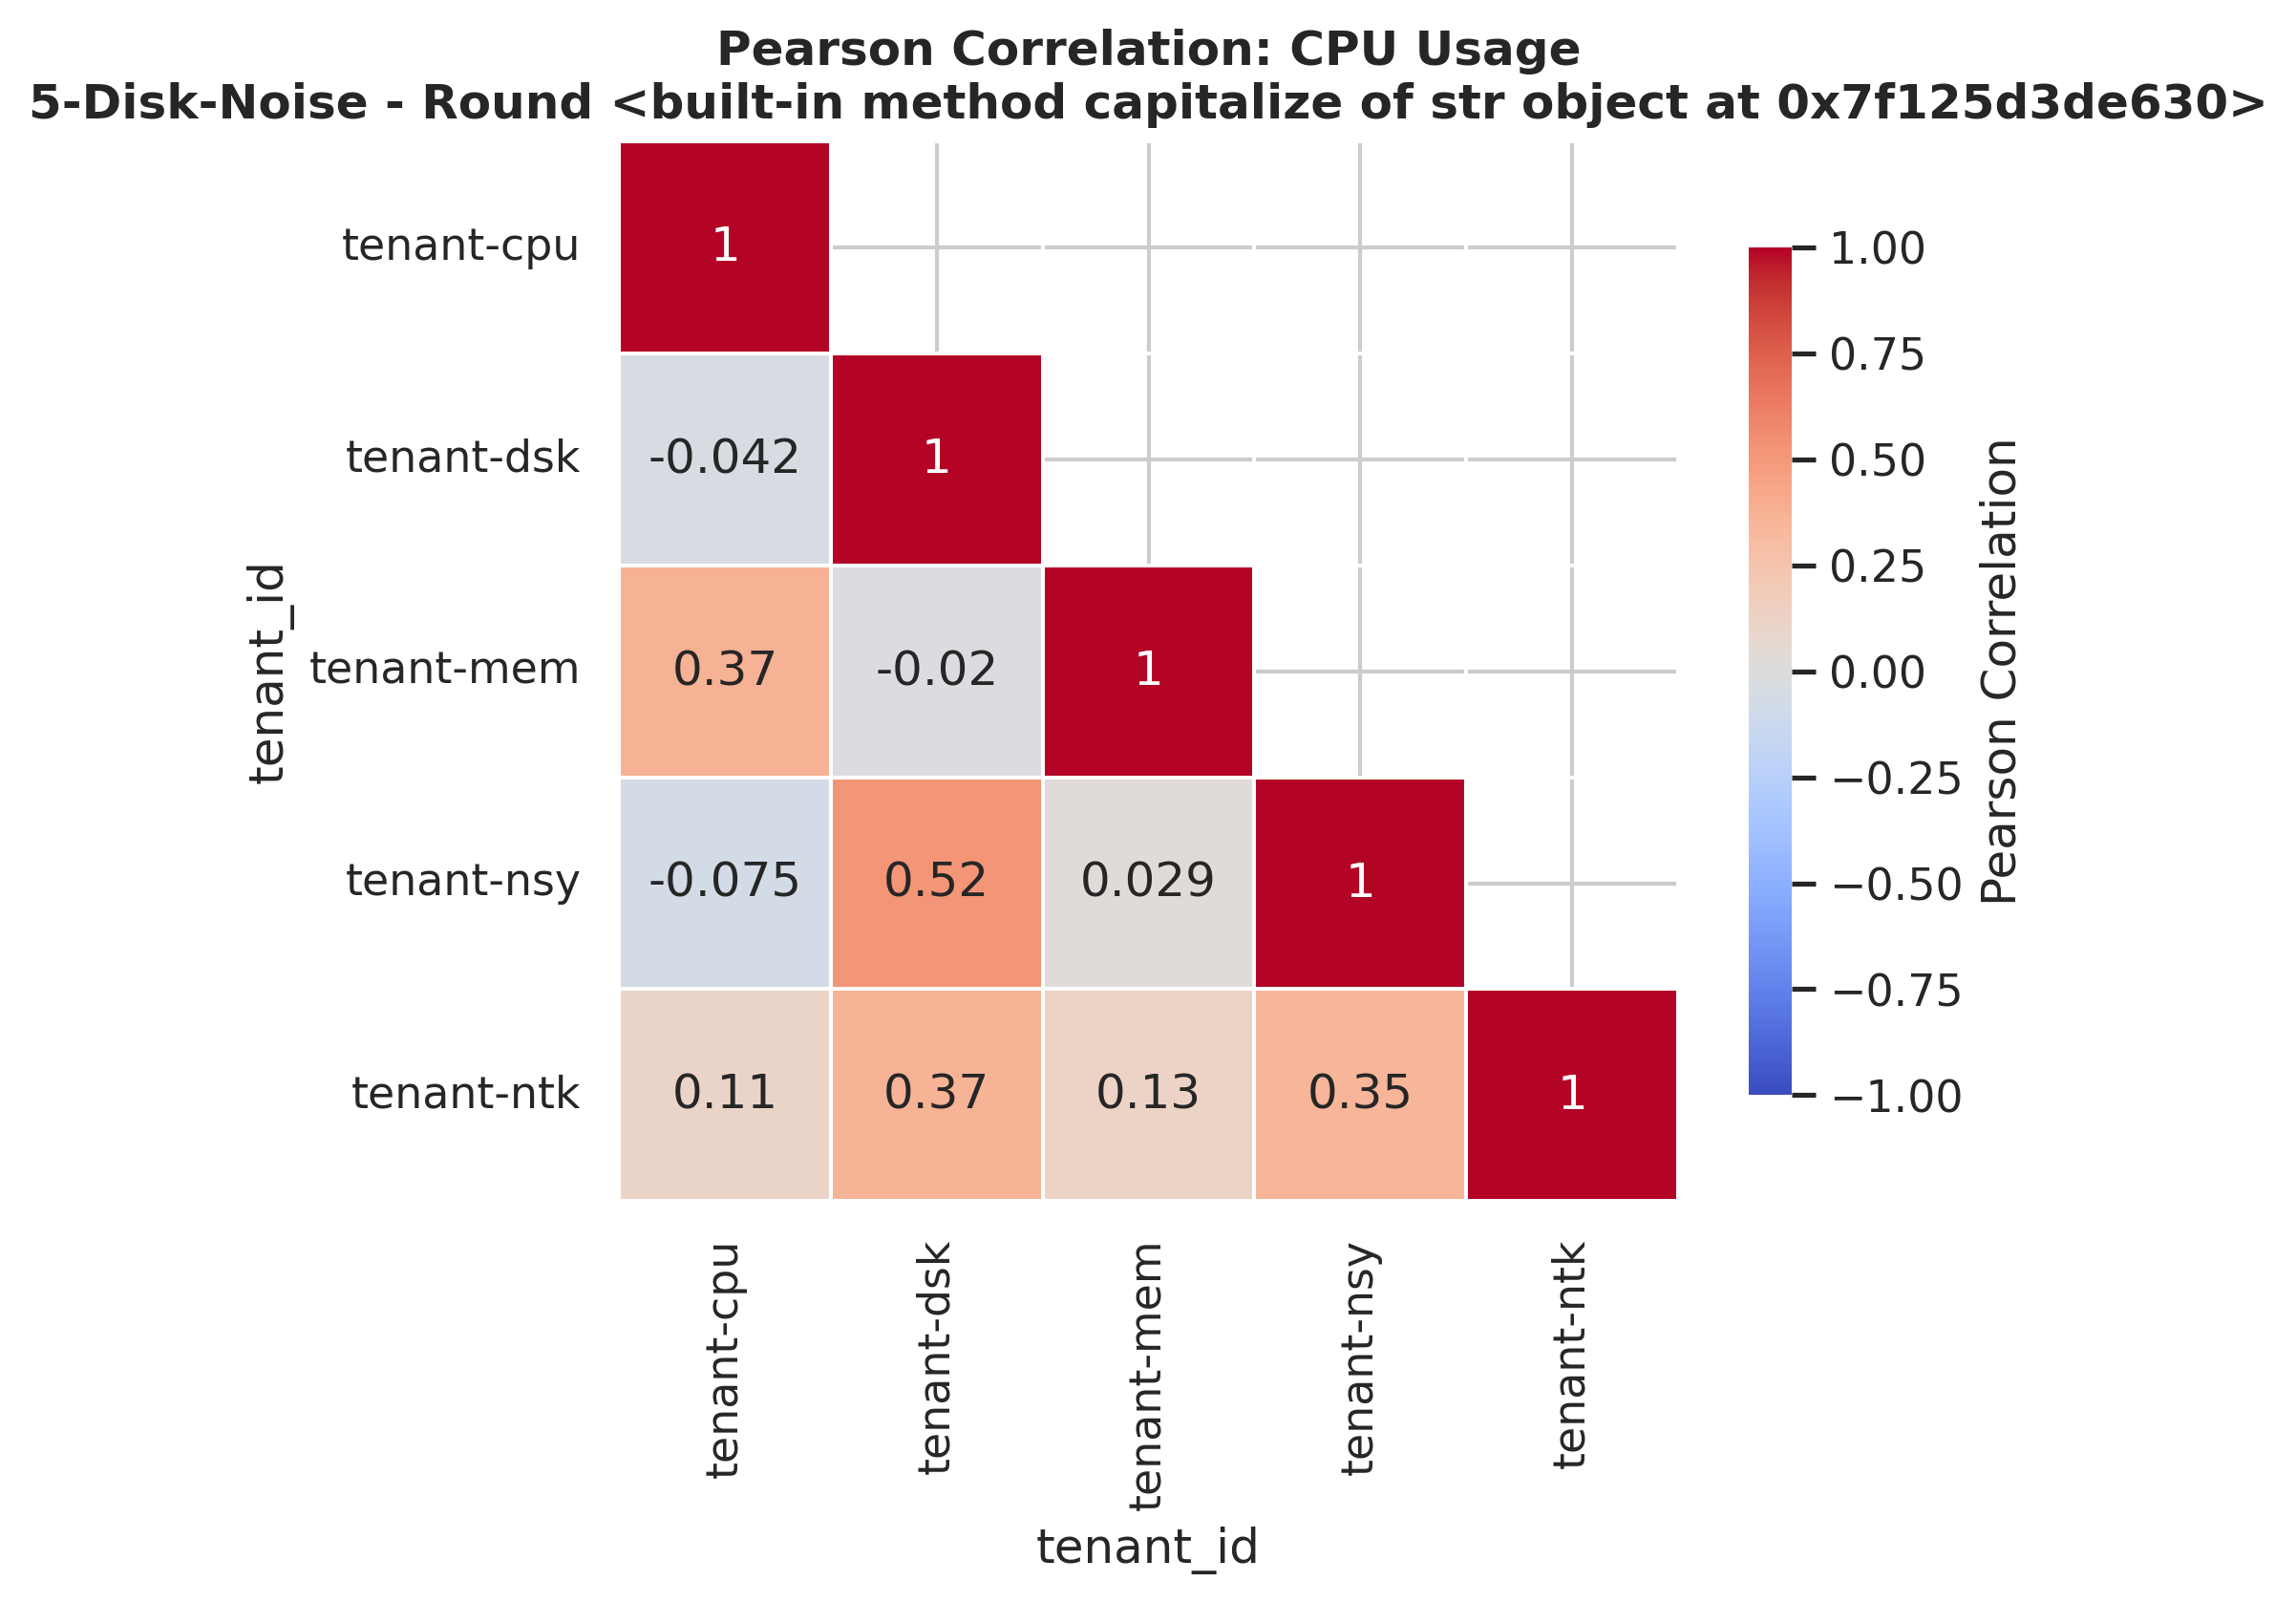 Pearson Correlation: CPU Usage
5-Disk-Noise - Round <built-in method capitalize of str object at 0x7f125d3de630>
tenant_id
tenant-cpu 1
tenant-dsk -0.042 1
tenant-mem 0.37 -0.02 1
tenant-nsy -0.075 0.52 0.029 1
tenant-ntk 0.11 0.37 0.13 0.35 1
tenant-cpu
tenant-dsk
tenant-mem
tenant-nsy
tenant-ntk
tenant_id
1.00
0.75
0.50
0.25
0.00
−0.25
−0.50
−0.75
−1.00
Pearson Correlation